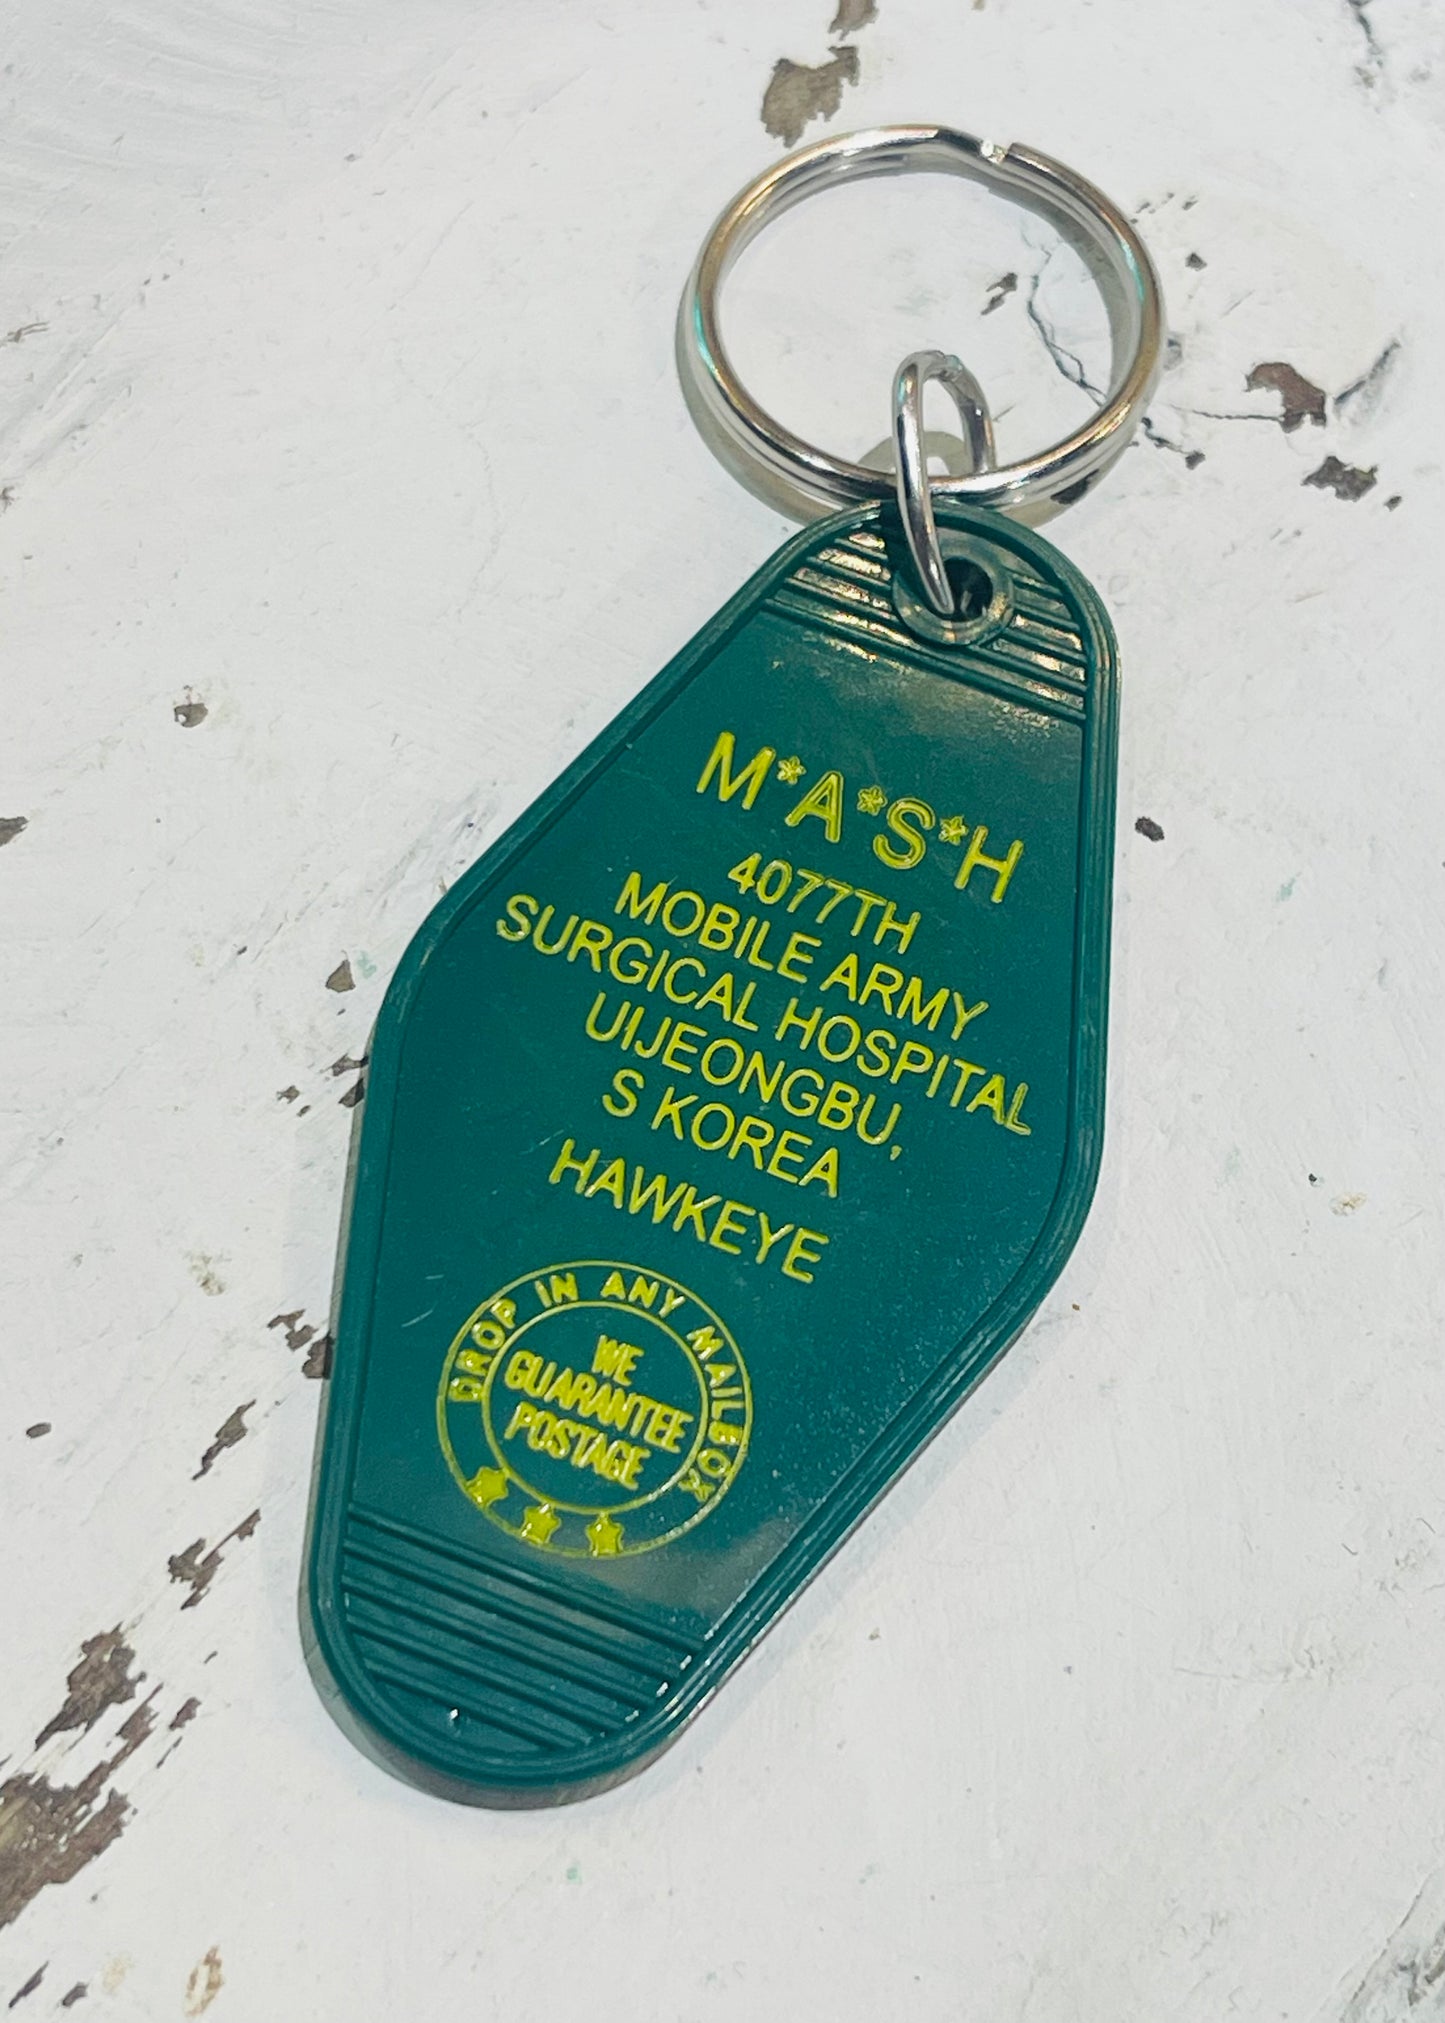 M*A*S*H
4077TH
MOBILE ARMY
SURGICAL HOSPITAL
UIJEONGBU,
S KOREA
HAWKEYE
DROP IN ANY MAILBOX
WE
GUARANTEE
POSTAGE